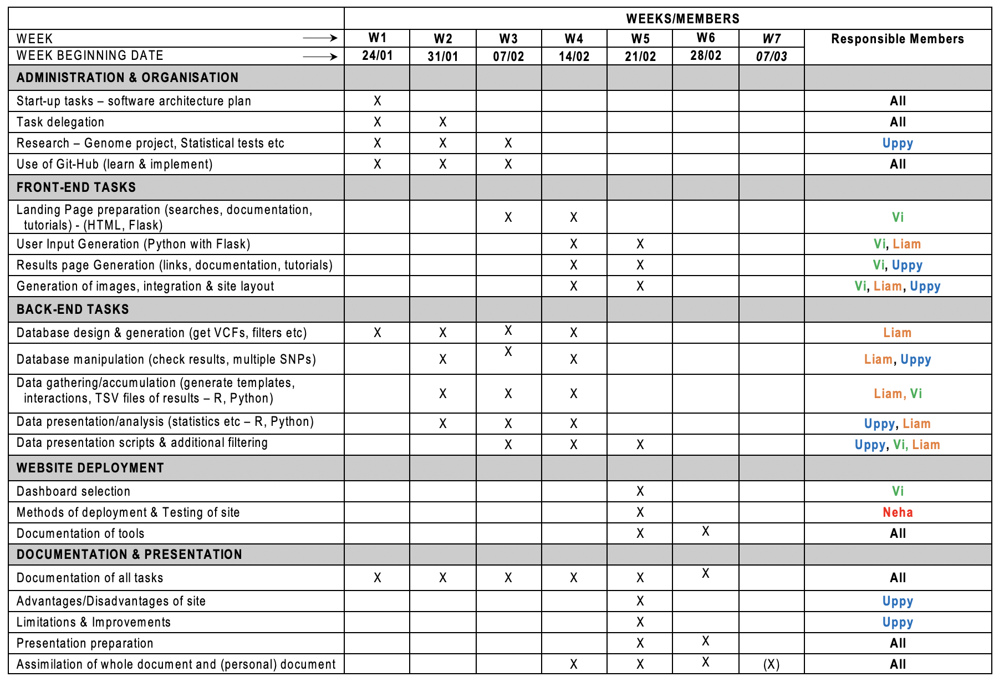 WEEKS/MEMBERS
WEEK W1 W2 W3 W4 W5 W6 W7 Responsible Members
WEEK BEGINNING DATE 24/01 31/01 07/02 14/02 21/02 28/02 07/03
ADMINISTRATION & ORGANISATION
Start-up tasks – software architecture plan X All
Task delegation X X All
Research – Genome project, Statistical tests etc X X X Uppy
Use of Git-Hub (learn & implement) X X X All
FRONT-END TASKS
Landing Page preparation (searches, documentation,
tutorials) - (HTML, Flask) X X Vi
User Input Generation (Python with Flask) X X Vi, Liam
Results page Generation (links, documentation, tutorials) X X Vi, Uppy
Generation of images, integration & site layout X X Vi, Liam, Uppy
BACK-END TASKS
Database design & generation (get VCFs, filters etc) X X X X Liam
Database manipulation (check results, multiple SNPs) X X X Liam, Uppy
Data gathering/accumulation (generate templates,
interactions, TSV files of results – R, Python) X X X Liam, Vi
Data presentation/analysis (statistics etc – R, Python) X X X Uppy, Liam
Data presentation scripts & additional filtering X X X Uppy, Vi, Liam
WEBSITE DEPLOYMENT
Dashboard selection X Vi
Methods of deployment & Testing of site X Neha
Documentation of tools X X All
DOCUMENTATION & PRESENTATION
Documentation of all tasks X X X X X X All
Advantages/Disadvantages of site X Uppy
Limitations & Improvements X Uppy
Presentation preparation X X All
Assimilation of whole document and (personal) document X X X (X) All